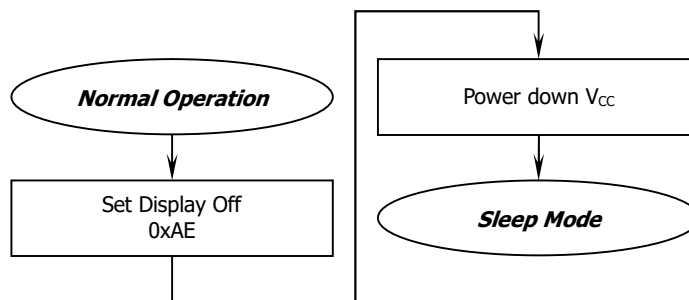 Normal Operation
Set Display Off
0xAE
Power down VCC
Sleep Mode